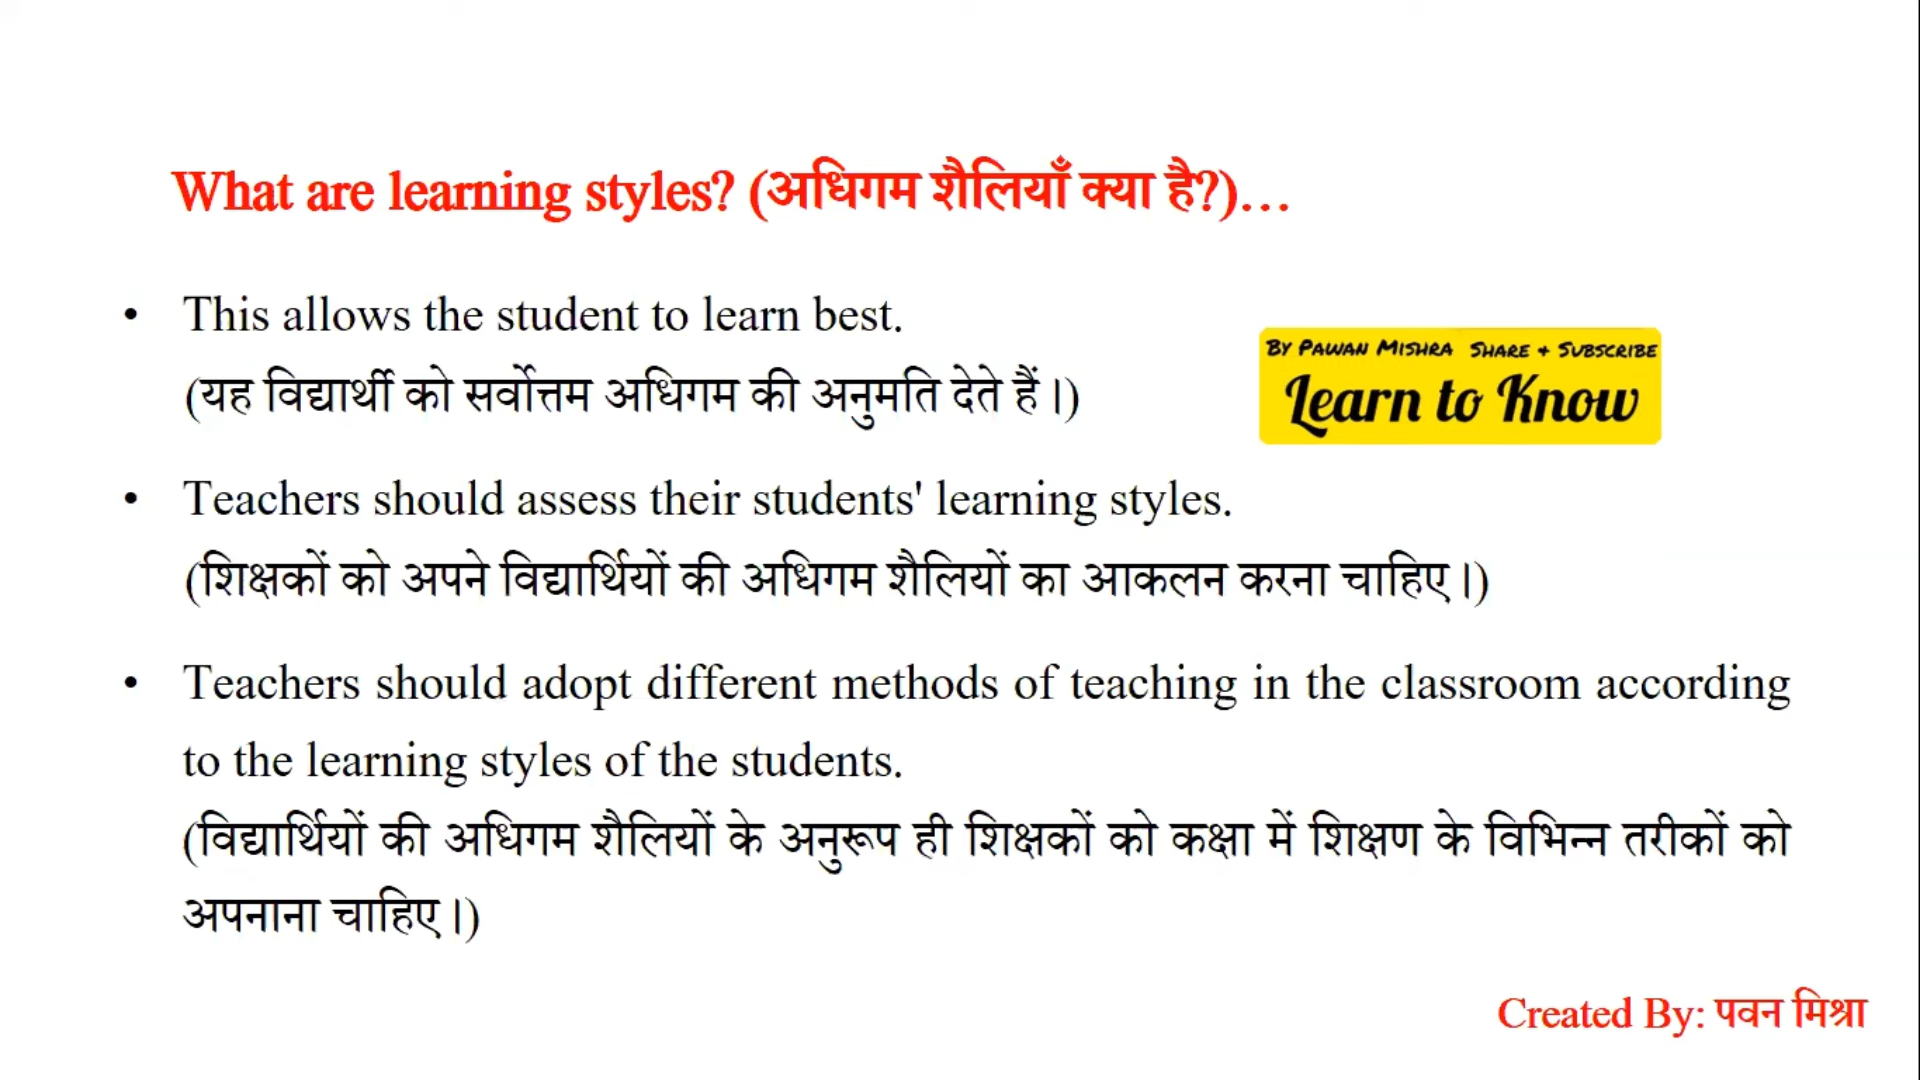 What are learning styles? (अधिगम शैलियाँ क्या है?)…
• This allows the student to learn best.
(यह विद्यार्थी को सर्वोत्तम अधिगम की अनुमति देते हैं।)
By Pawan Mishra Share + Subscribe
Learn to Know
• Teachers should assess their students' learning styles.
(शिक्षकों को अपने विद्यार्थियों की अधिगम शैलियों का आकलन करना चाहिए।)
• Teachers should adopt different methods of teaching in the classroom according
to the learning styles of the students.
(विद्यार्थियों की अधिगम शैलियों के अनुरूप ही शिक्षकों को कक्षा में शिक्षण के विभिन्न तरीकों को
अपनाना चाहिए।)
Created By: पवन मिश्रा